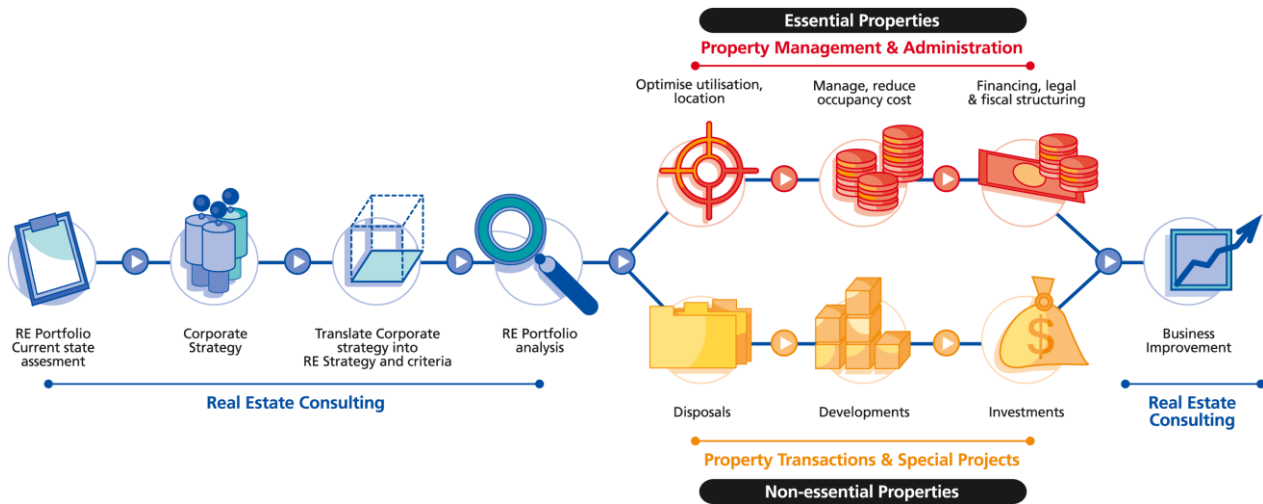 Essential Properties
Property Management & Administration
Optimise utilisation,
location
Manage, reduce
occupancy cost
Financing, legal
& fiscal structuring
RE Portfolio
Current state
assesment
Corporate
Strategy
Translate Corporate
strategy into
RE Strategy and criteria
RE Portfolio
analysis
Real Estate Consulting
$
Disposals
Developments
Investments
Property Transactions & Special Projects
Non-essential Properties
Business
Improvement
Real Estate
Consulting